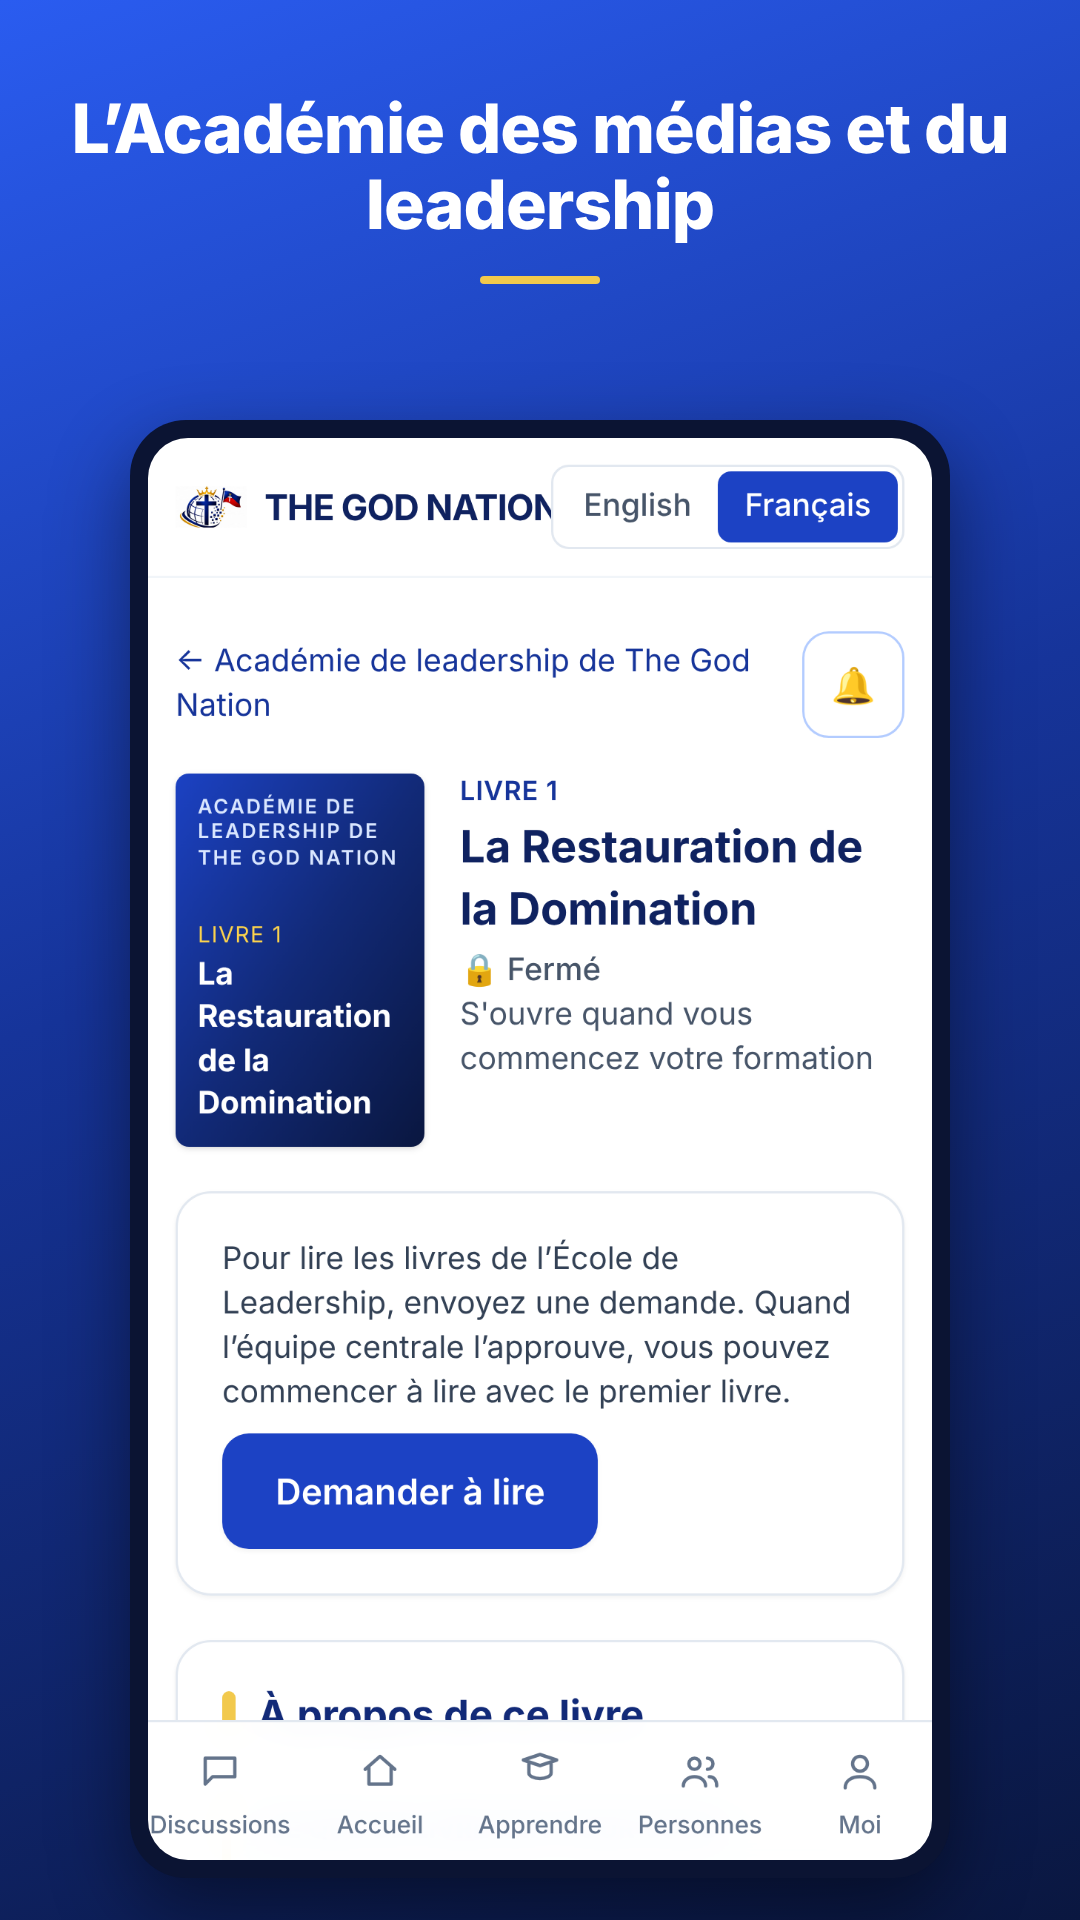 L’Académie des médias et du
leadership
THE GOD NATION
English
Français
← Académie de leadership de The God
Nation
ACADÉMIE DE
LEADERSHIP DE
THE GOD NATION
LIVRE 1
La
Restauration
de la
Domination
LIVRE 1
La Restauration de
la Domination
Fermé
S'ouvre quand vous
commencez votre formation
Pour lire les livres de l’École de
Leadership, envoyez une demande. Quand
l’équipe centrale l’approuve, vous pouvez
commencer à lire avec le premier livre.
Demander à lire
À propos de ce livre
Discussions
Accueil
Apprendre
Personnes
Moi